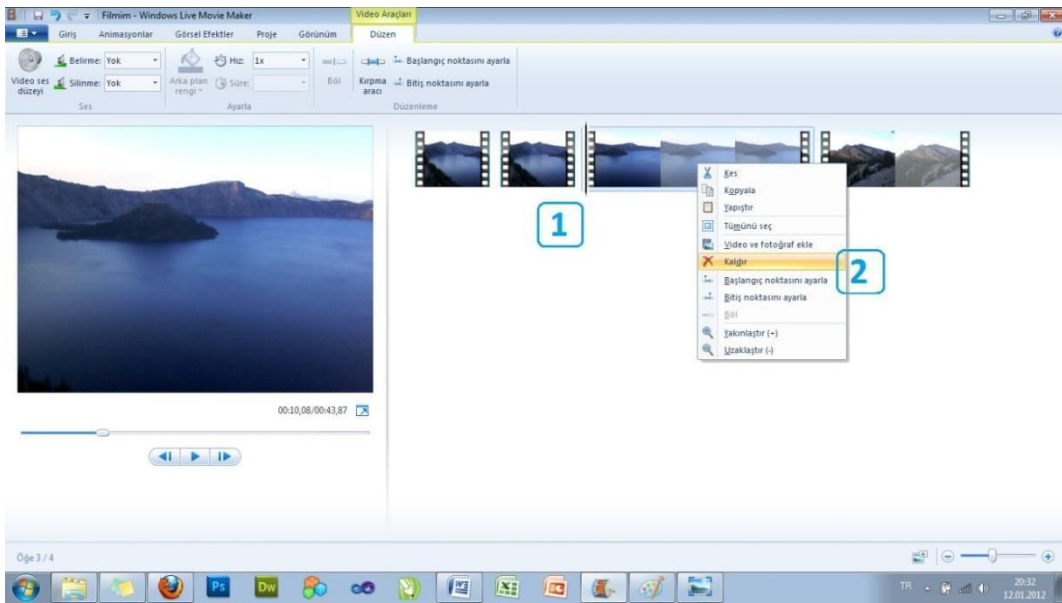 Filmim - Windows Live Movie Maker
Video Araçları
Giriş Animasyonlar Görsel Efektler Proje Görünüm Düzen
Video ses düzeyi
Belirme: Yok
Silinme: Yok
Ses
Arka plan rengi
Hız: 1x
Süre:
Ayarla
Böl
Kırpma aracı
Başlangıç noktasını ayarla
Bitiş noktasını ayarla
Düzenleme
1
Kes
Kopyala
Yapıştır
Tümünü seç
Video ve fotoğraf ekle
Kaldır
2
Başlangıç noktasını ayarla
Bitiş noktasını ayarla
Böl
Yakınlaştır (+)
Uzaklaştır (-)
00:10,08/00:43,87
Öğe 3 / 4
Ps
Dw
TR
20:32
12.01.2012